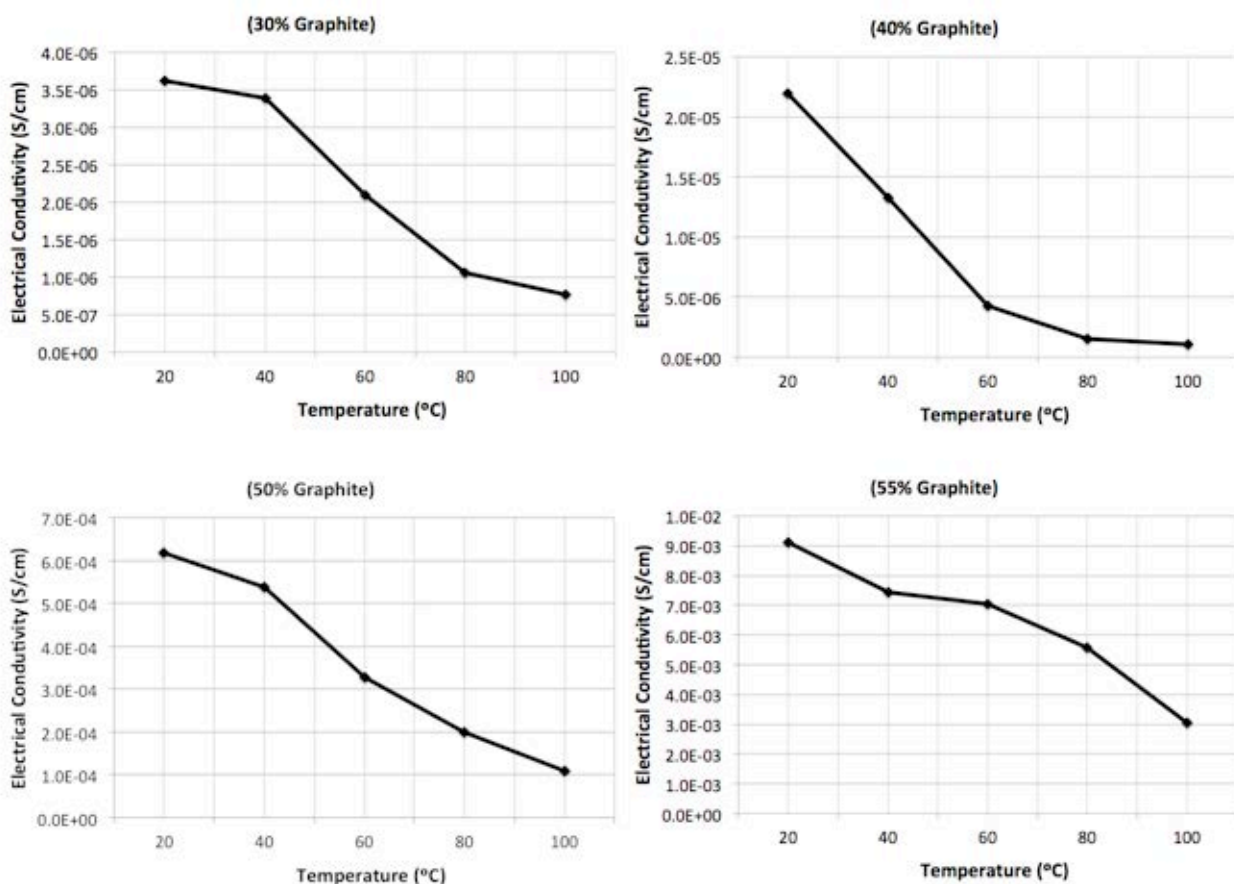 (30% Graphite)
Electrical Condutivity (S/cm)
4.0E-06
3.5E-06
3.0E-06
2.5E-06
2.0E-06
1.5E-06
1.0E-06
5.0E-07
0.0E+00
20 40 60 80 100
Temperature (°C)
(40% Graphite)
Electrical Condutivity (S/cm)
2.5E-05
2.0E-05
1.5E-05
1.0E-05
5.0E-06
0.0E+00
20 40 60 80 100
Temperature (°C)
(50% Graphite)
Electrical Condutivity (S/cm)
7.0E-04
6.0E-04
5.0E-04
4.0E-04
3.0E-04
2.0E-04
1.0E-04
0.0E+00
20 40 60 80 100
Temperature (°C)
(55% Graphite)
Electrical Condutivity (S/cm)
1.0E-02
9.0E-03
8.0E-03
7.0E-03
6.0E-03
5.0E-03
4.0E-03
3.0E-03
2.0E-03
1.0E-03
0.0E+00
20 40 60 80 100
Temperature (°C)